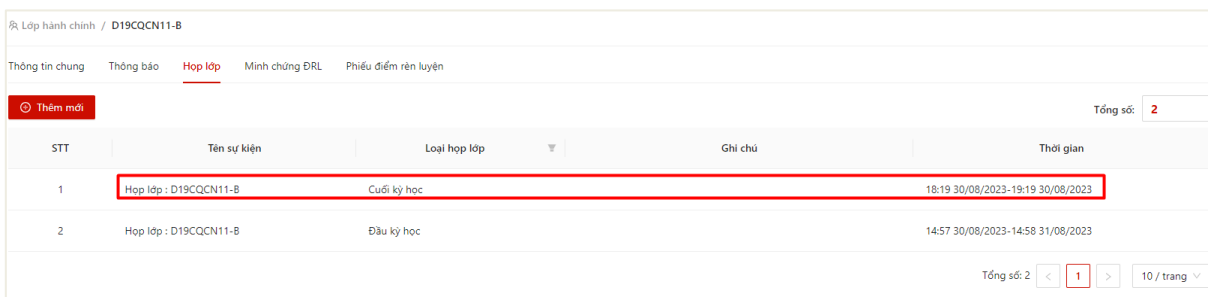 Lớp hành chính / D19CQCN11-B
Thông tin chung Thông báo Họp lớp Minh chứng ĐRL Phiếu điểm rèn luyện
Thêm mới
Tổng số: 2
STT Tên sự kiện Loại họp lớp Ghi chú Thời gian
1 Họp lớp : D19CQCN11-B Cuối kỳ học 18:19 30/08/2023-19:19 30/08/2023
2 Họp lớp : D19CQCN11-B Đầu kỳ học 14:57 30/08/2023-14:58 31/08/2023
Tổng số: 2 < 1 > 10 / trang